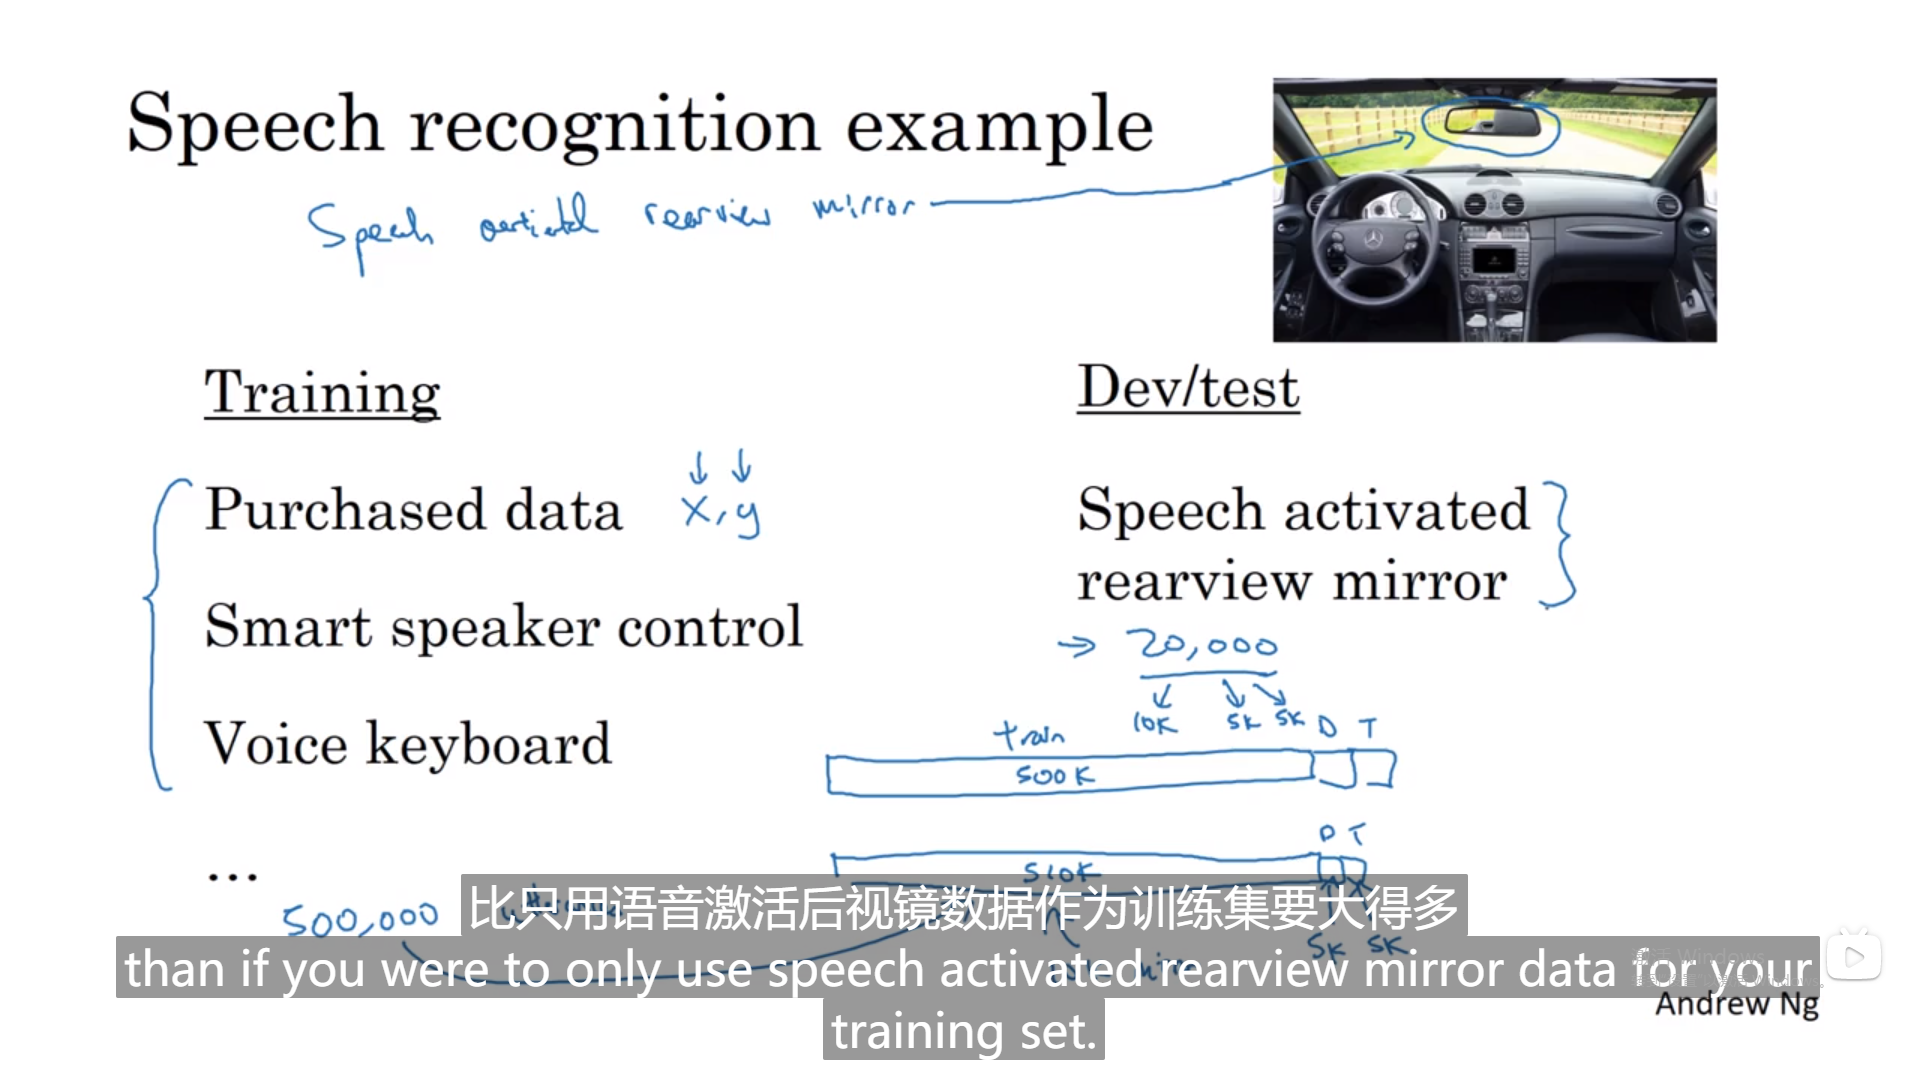 Speech recognition example
Speech activated rearview mirror
Training
Purchased data x, y
Smart speaker control
Voice keyboard
...
500,000
Dev/test
Speech activated
rearview mirror
20,000
10K 5K 5K
train D T
500K
D T
510K
5K 5K
比只用语音激活后视镜数据作为训练集要大得多
than if you were to only use speech activated rearview mirror data for your
training set.
Andrew Ng